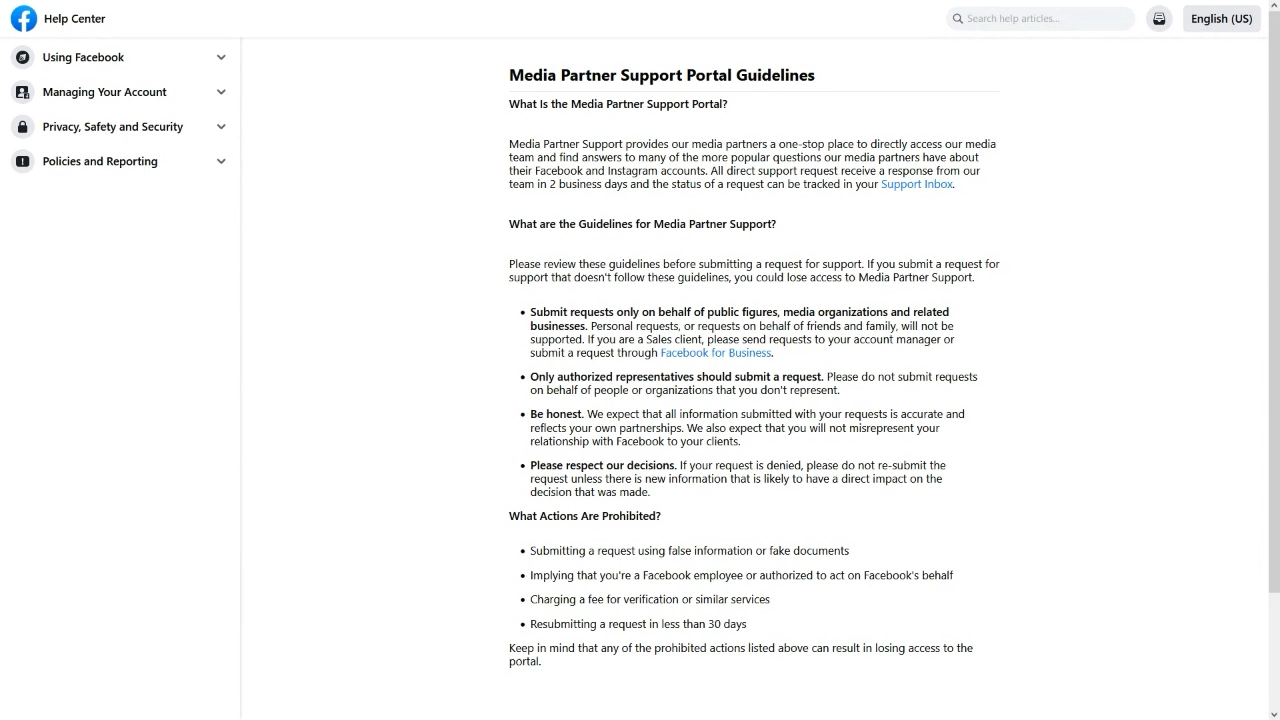 Help Center
Search help articles...
English (US)
Using Facebook
Managing Your Account
Privacy, Safety and Security
Policies and Reporting
Media Partner Support Portal Guidelines
What Is the Media Partner Support Portal?
Media Partner Support provides our media partners a one-stop place to directly access our media
team and find answers to many of the more popular questions our media partners have about
their Facebook and Instagram accounts. All direct support request receive a response from our
team in 2 business days and the status of a request can be tracked in your Support Inbox.
What are the Guidelines for Media Partner Support?
Please review these guidelines before submitting a request for support. If you submit a request for
support that doesn't follow these guidelines, you could lose access to Media Partner Support.
• Submit requests only on behalf of public figures, media organizations and related
businesses. Personal requests, or requests on behalf of friends and family, will not be
supported. If you are a Sales client, please send requests to your account manager or
submit a request through Facebook for Business.
• Only authorized representatives should submit a request. Please do not submit requests
on behalf of people or organizations that you don't represent.
• Be honest. We expect that all information submitted with your requests is accurate and
reflects your own partnerships. We also expect that you will not misrepresent your
relationship with Facebook to your clients.
• Please respect our decisions. If your request is denied, please do not re-submit the
request unless there is new information that is likely to have a direct impact on the
decision that was made.
What Actions Are Prohibited?
• Submitting a request using false information or fake documents
• Implying that you're a Facebook employee or authorized to act on Facebook's behalf
• Charging a fee for verification or similar services
• Resubmitting a request in less than 30 days
Keep in mind that any of the prohibited actions listed above can result in losing access to the
portal.